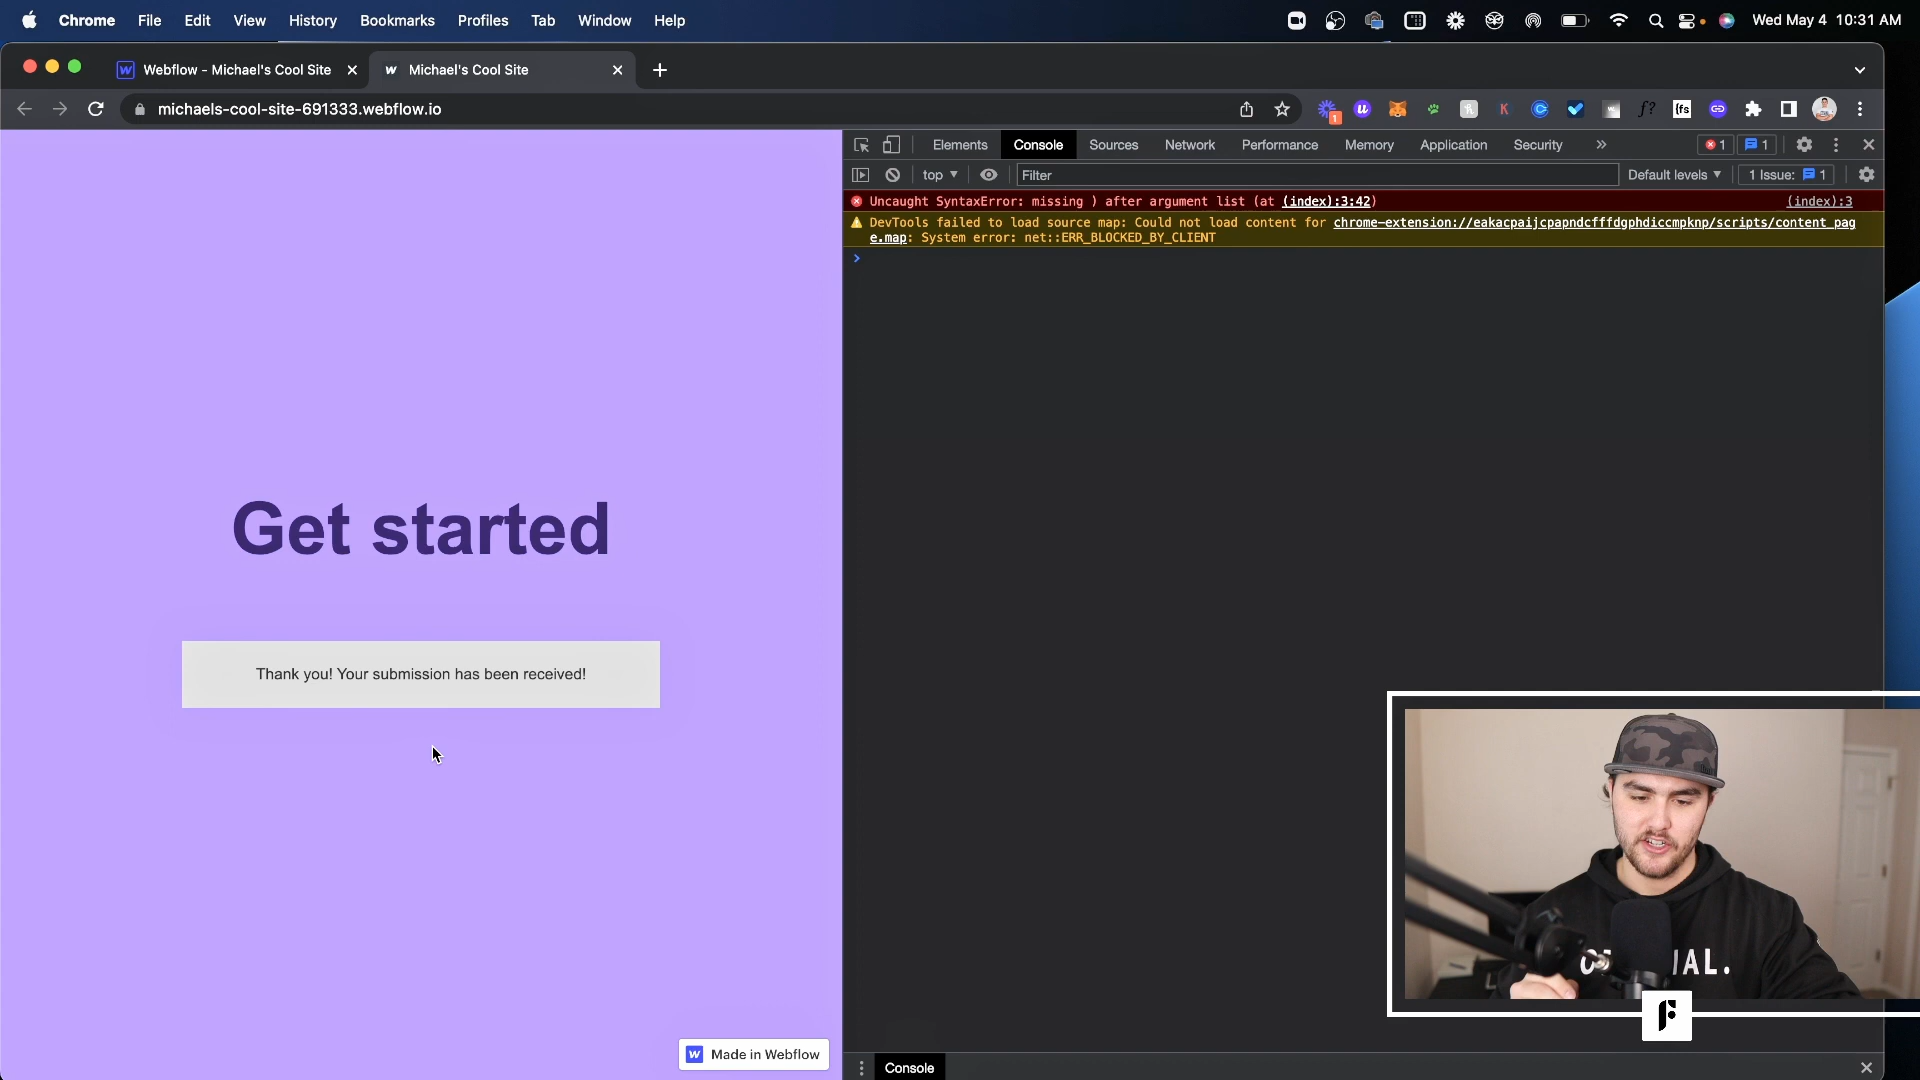 Chrome File Edit View History Bookmarks Profiles Tab Window Help
Wed May 4 10:31 AM
Webflow - Michael's Cool Site
Michael's Cool Site
michaels-cool-site-691333.webflow.io
1
Elements Console Sources Network Performance Memory Application Security
1 1
top Filter Default levels 1 Issue: 1
Uncaught SyntaxError: missing ) after argument list (at (index):3:42) (index):3
DevTools failed to load source map: Could not load content for chrome-extension://eakacpaijcpapndcfffdgphdiccmpknp/scripts/content_pag
e.map: System error: net::ERR_BLOCKED_BY_CLIENT
Get started
Thank you! Your submission has been received!
Made in Webflow
Console